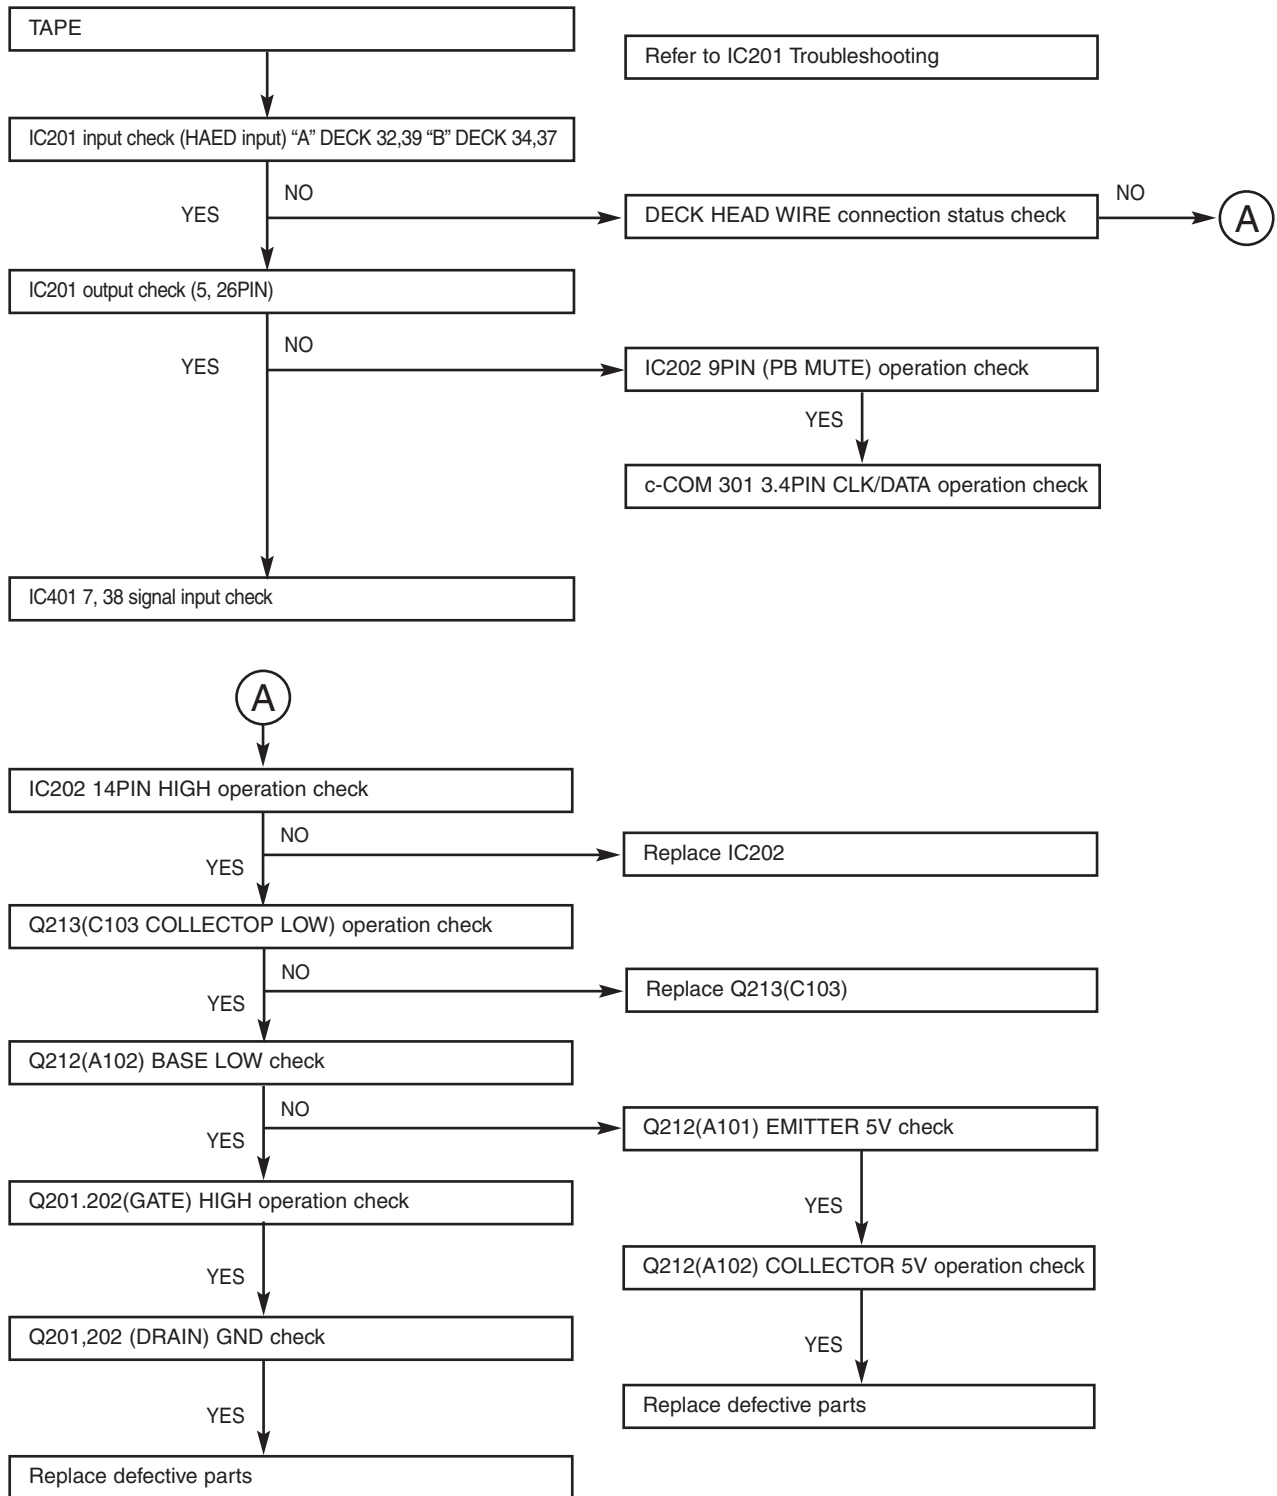 TAPE
Refer to IC201 Troubleshooting
IC201 input check (HAED input) “A” DECK 32,39 “B” DECK 34,37
NO
YES
DECK HEAD WIRE connection status check
NO
A
IC201 output check (5, 26PIN)
NO
YES
IC202 9PIN (PB MUTE) operation check
YES
c-COM 301 3.4PIN CLK/DATA operation check
IC401 7, 38 signal input check
A
IC202 14PIN HIGH operation check
NO
YES
Replace IC202
Q213(C103 COLLECTOP LOW) operation check
NO
YES
Replace Q213(C103)
Q212(A102) BASE LOW check
NO
YES
Q212(A101) EMITTER 5V check
Q201.202(GATE) HIGH operation check
YES
YES
Q212(A102) COLLECTOR 5V operation check
Q201,202 (DRAIN) GND check
YES
YES
Replace defective parts
Replace defective parts